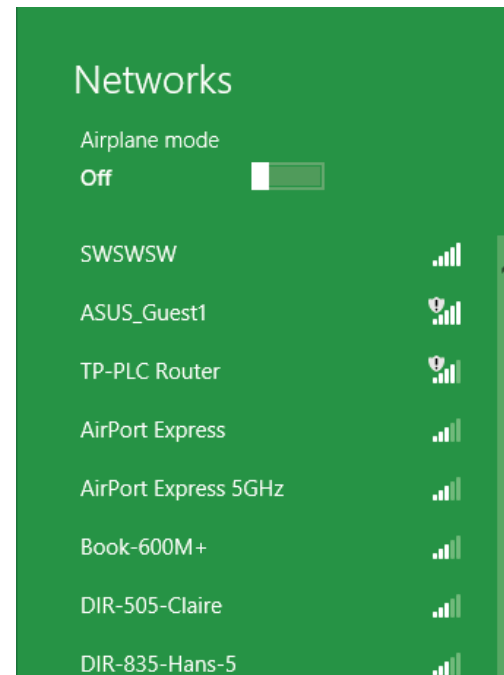 Networks
Airplane mode
Off
SWSWSW
ASUS_Guest1
TP-PLC Router
AirPort Express
AirPort Express 5GHz
Book-600M+
DIR-505-Claire
DIR-835-Hans-5